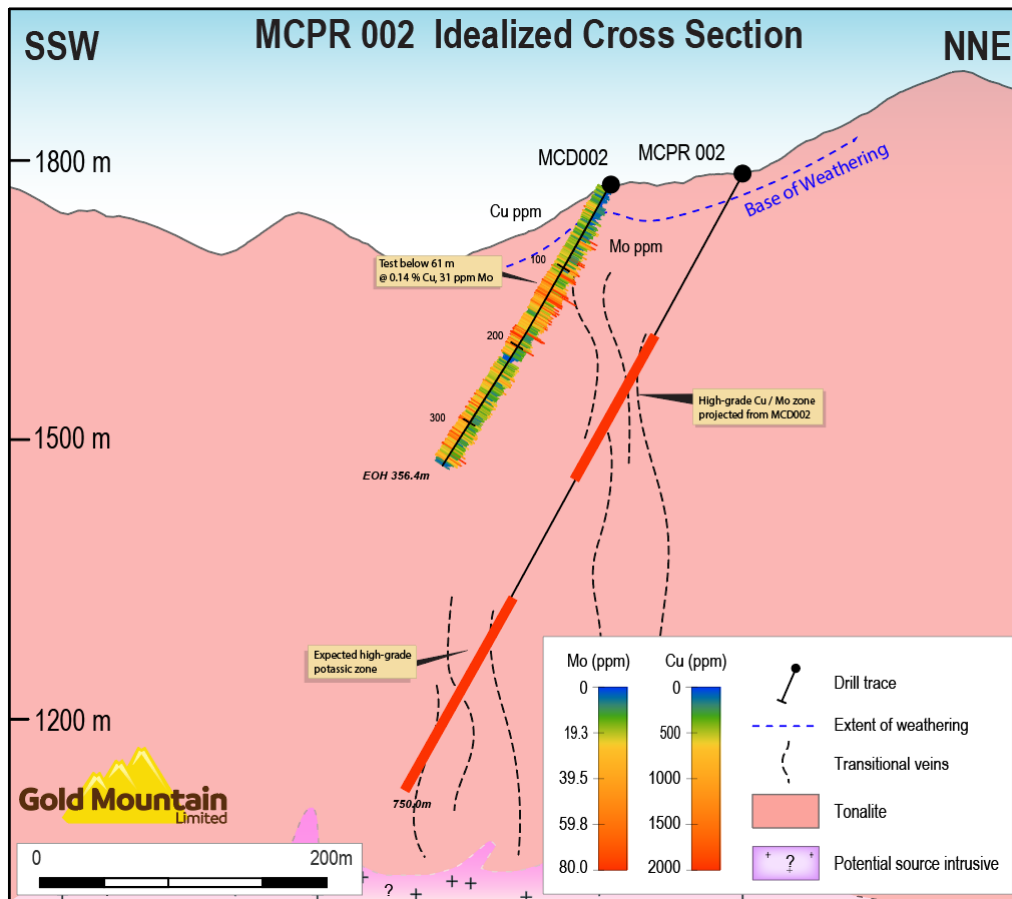 SSW
MCPR 002 Idealized Cross Section
NNE
1800 m
MCD002
MCPR 002
Base of Weathering
Cu ppm
Mo ppm
Test below 61 m
@ 0.14 % Cu, 31 ppm Mo
100
200
300
High-grade Cu / Mo zone
projected from MCD002
1500 m
EOH 356.4m
Expected high-grade
potassic zone
1200 m
750.0m
Gold Mountain
Limited
0
200m
?
Mo (ppm)
0
19.3
39.5
59.8
80.0
Cu (ppm)
0
500
1000
1500
2000
Drill trace
Extent of weathering
Transitional veins
Tonalite
?
Potential source intrusive